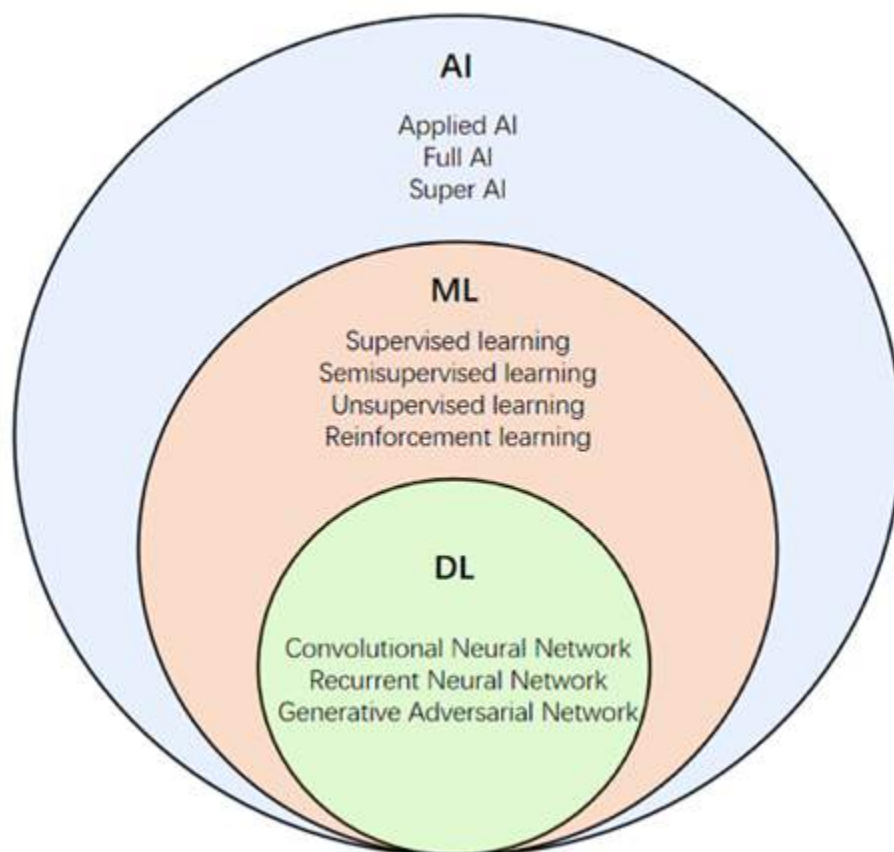 AI
Applied AI
Full AI
Super AI
ML
Supervised learning
Semisupervised learning
Unsupervised learning
Reinforcement learning
DL
Convolutional Neural Network
Recurrent Neural Network
Generative Adversarial Network